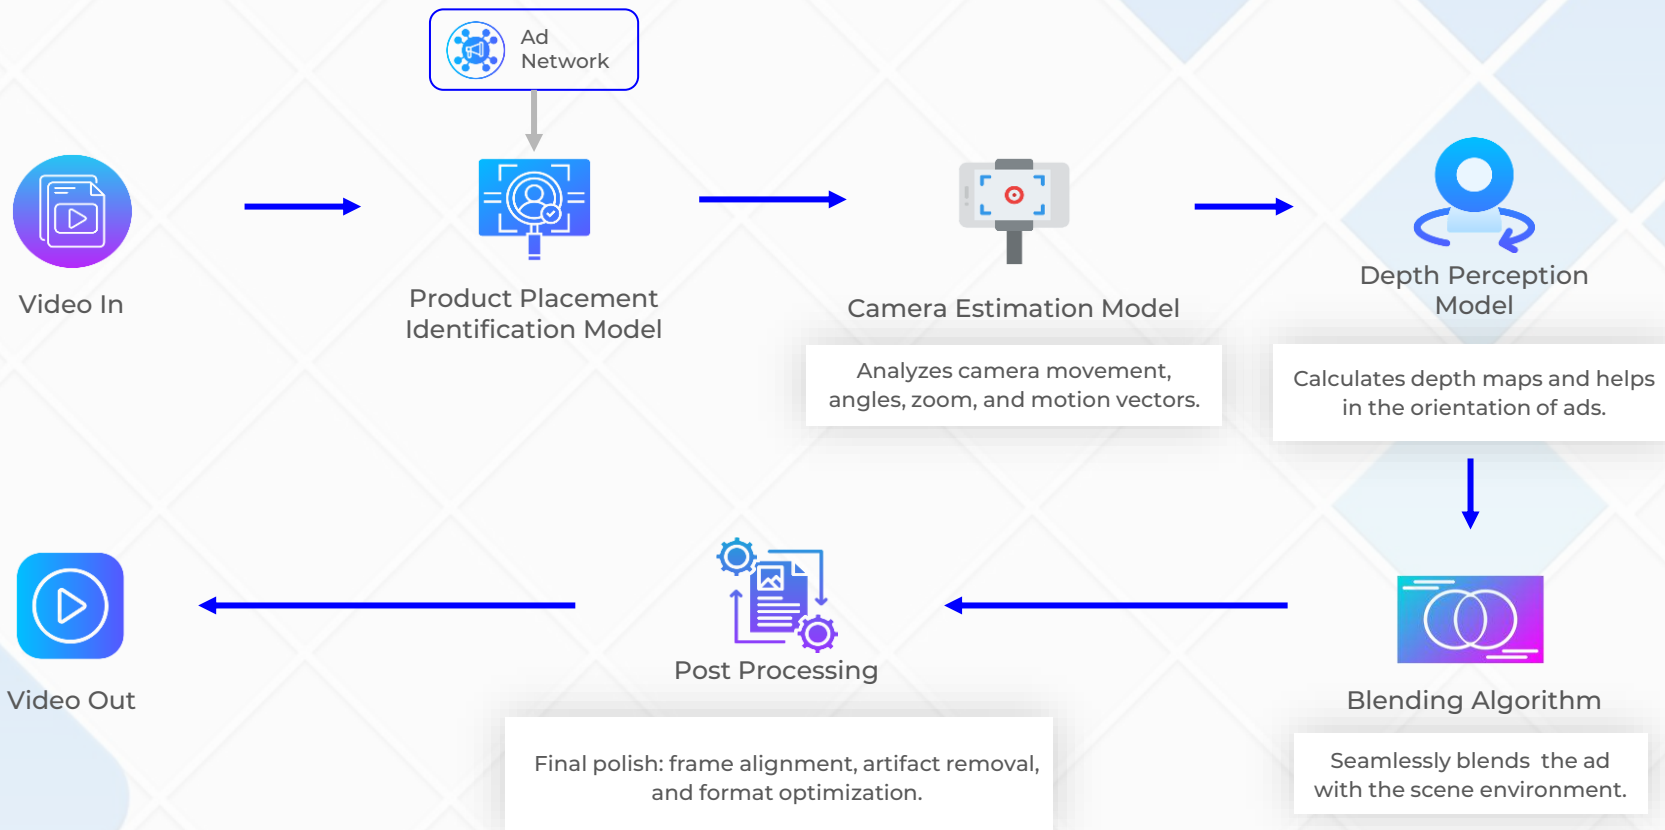 Ad
Network
Video In
Product Placement
Identification Model
Camera Estimation Model
Analyzes camera movement,
angles, zoom, and motion vectors.
Depth Perception
Model
Calculates depth maps and helps
in the orientation of ads.
Blending Algorithm
Seamlessly blends the ad
with the scene environment.
Post Processing
Final polish: frame alignment, artifact removal,
and format optimization.
Video Out